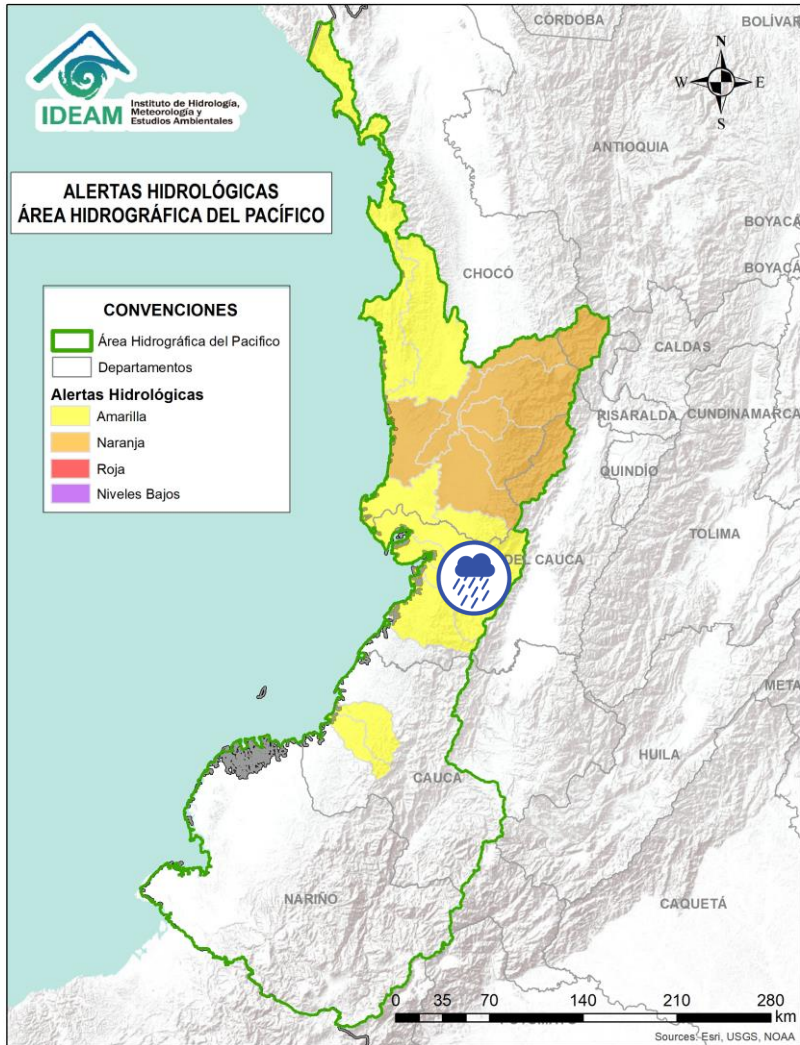 CÓRDOBA
BOLÍVAR
N
W
E
S
IDEAM
Instituto de Hidrología,
Meteorología y
Estudios Ambientales
ANTIOQUIA
ALERTAS HIDROLÓGICAS
ÁREA HIDROGRÁFICA DEL PACÍFICO
BOYACÁ
CHOCÓ
BOYACÁ
CONVENCIONES
Área Hidrográfica del Pacifico
Departamentos
Alertas Hidrológicas
Amarilla
Naranja
Roja
Niveles Bajos
CALDAS
RISARALDA
CUNDINAMARCA
QUINDÍO
TOLIMA
DEL CAUCA
META
HUILA
CAUCA
NARIÑO
CAQUETÁ
0 35 70 140 210 280
km
Sources: Esri, USGS, NOAA